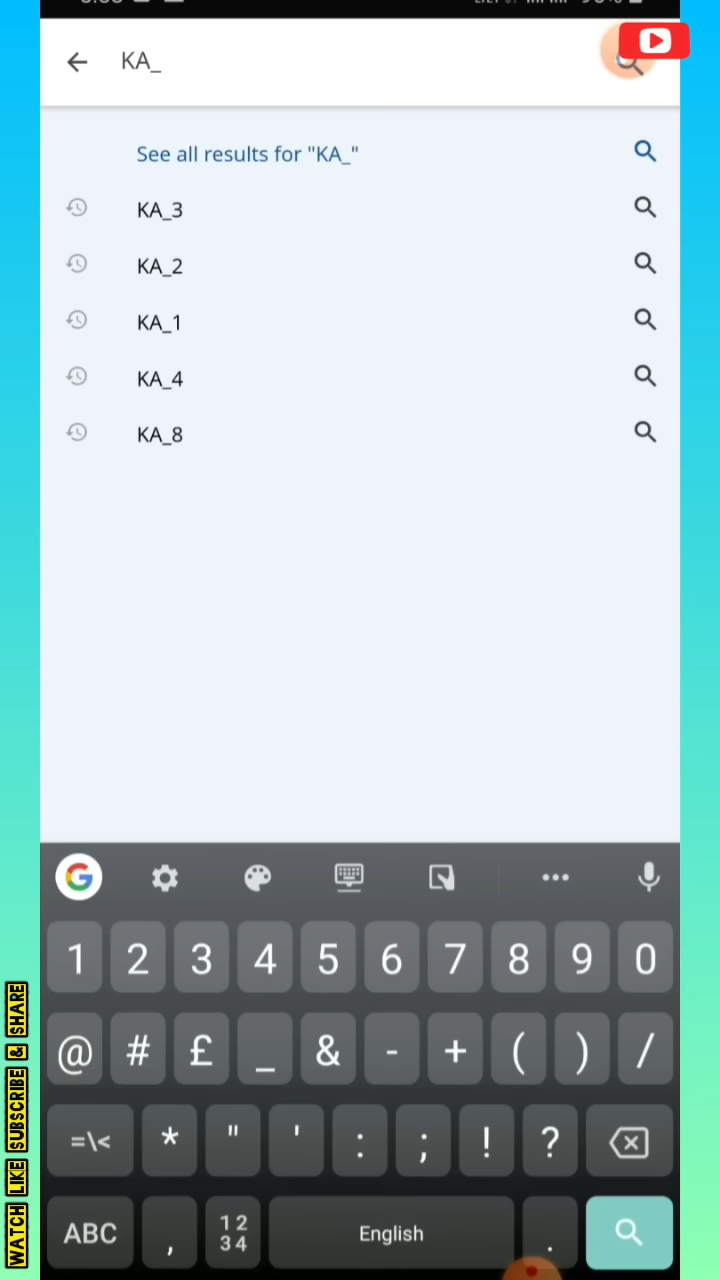 KA_
See all results for "KA_"
KA_3
KA_2
KA_1
KA_4
KA_8
1 2 3 4 5 6 7 8 9 0
@ # £ _ & - + ( ) /
=\< * " ' : ; ! ?
ABC , 1 2 3 4 English .
WATCH LIKE SUBSCRIBE & SHARE